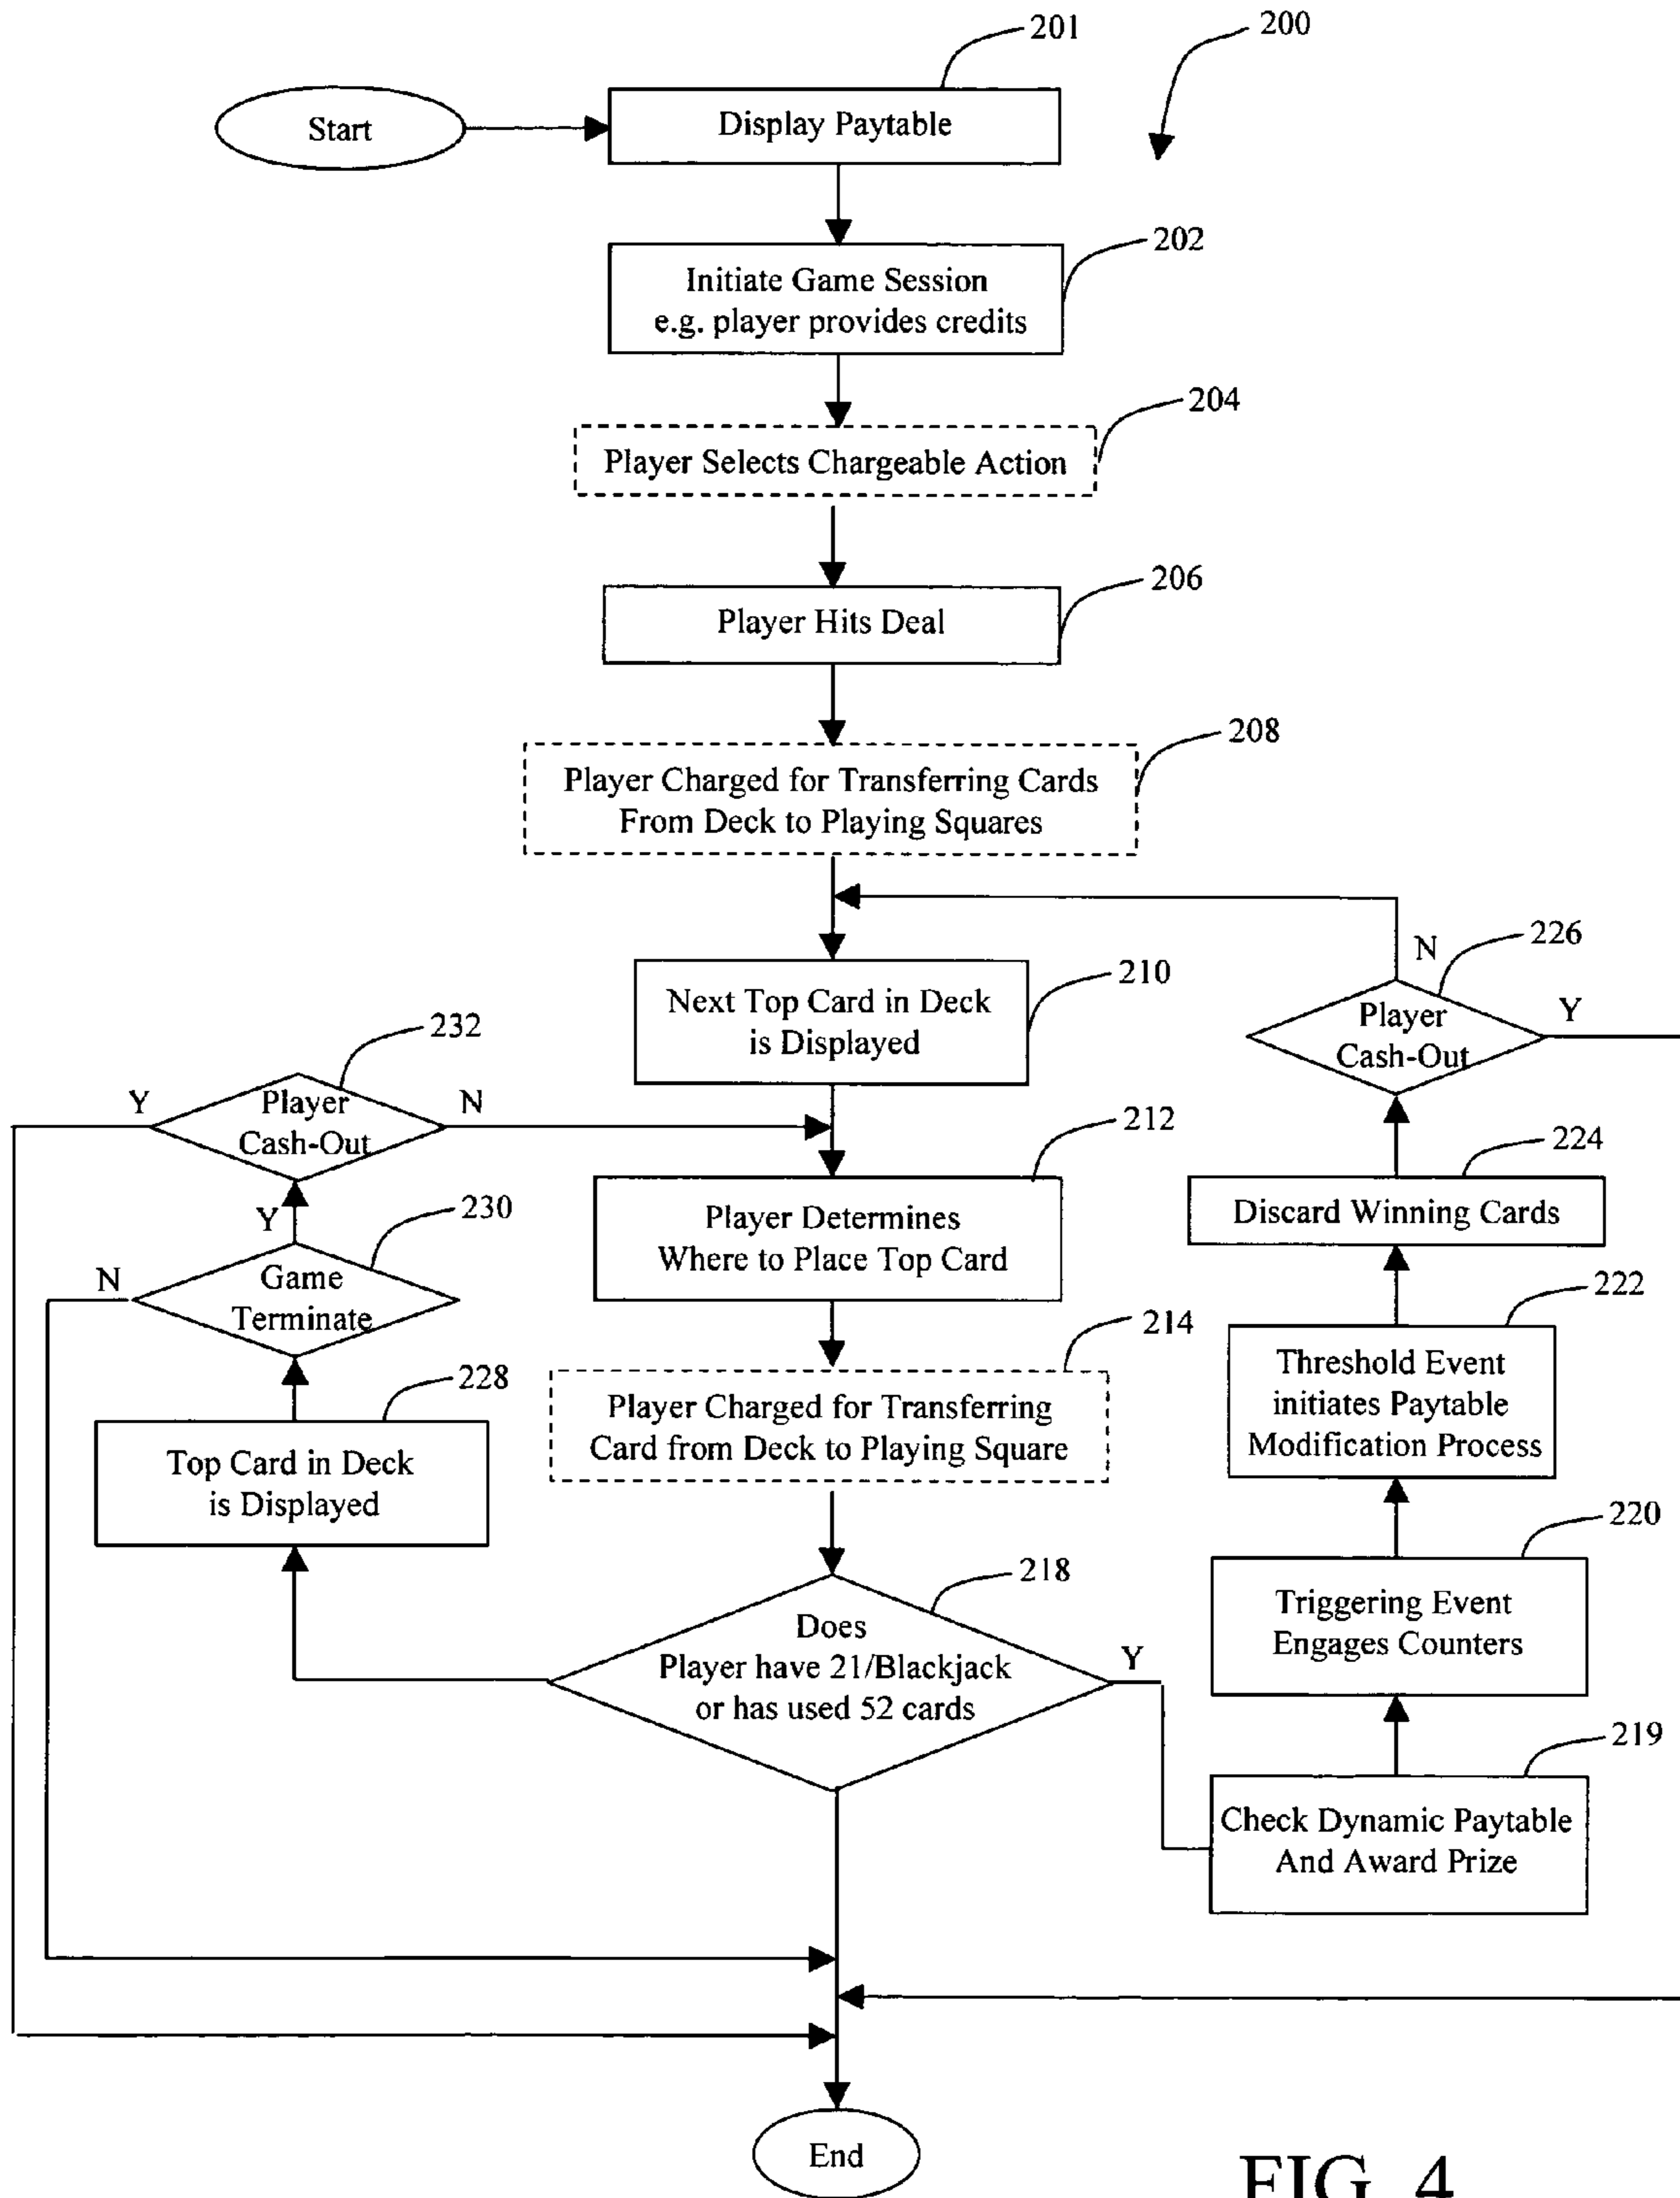 201
200
Start
Display Paytable
202
Initiate Game Session
e.g. player provides credits
204
Player Selects Chargeable Action
206
Player Hits Deal
208
Player Charged for Transferring Cards
From Deck to Playing Squares
210
Next Top Card in Deck
is Displayed
N
226
Player
Cash-Out
Y
232
Y
Player
Cash-Out
N
212
Player Determines
Where to Place Top Card
224
Discard Winning Cards
Y
230
N
Game
Terminate
214
Player Charged for Transferring
Card from Deck to Playing Square
222
Threshold Event
initiates Paytable
Modification Process
228
Top Card in Deck
is Displayed
218
Does
Player have 21/Blackjack
or has used 52 cards
Y
220
Triggering Event
Engages Counters
219
Check Dynamic Paytable
And Award Prize
End
FIG. 4